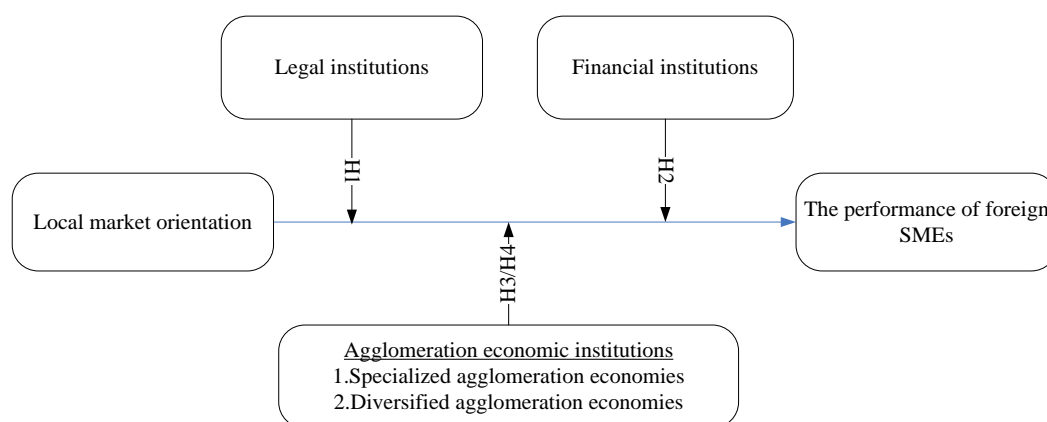 Legal institutions
Financial institutions
H1
H2
Local market orientation
The performance of foreign
SMEs
H3/H4
Agglomeration economic institutions
1.Specialized agglomeration economies
2.Diversified agglomeration economies